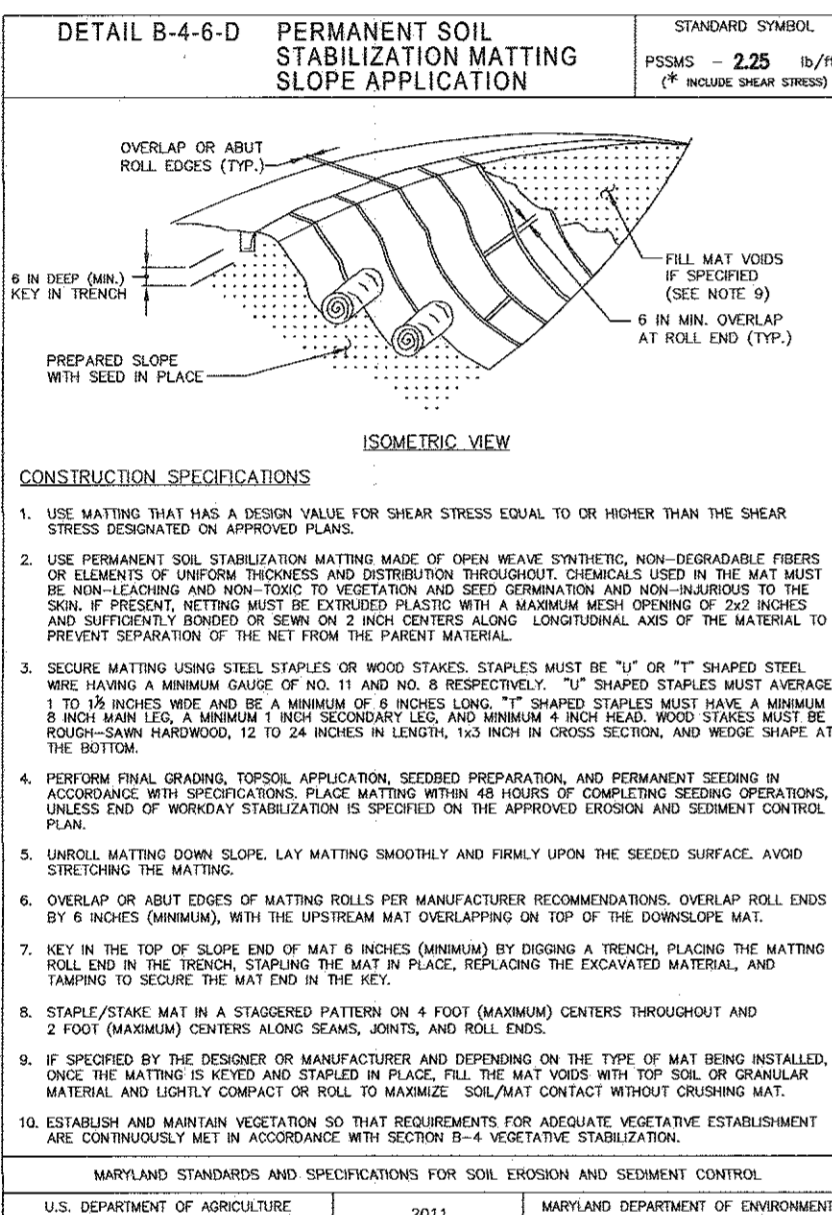 DETAIL B-4-6-D PERMANENT SOIL
STABILIZATION MATTING
SLOPE APPLICATION
STANDARD SYMBOL
PSSMS - 2.25 lb/ft
(* INCLUDE SHEAR STRESS)
OVERLAP OR ABUT
ROLL EDGES (TYP.)
6 IN DEEP (MIN.)
KEY IN TRENCH
PREPARED SLOPE
WITH SEED IN PLACE
FILL MAT VOIDS
IF SPECIFIED
(SEE NOTE 9)
6 IN MIN. OVERLAP
AT ROLL END (TYP.)
ISOMETRIC VIEW
CONSTRUCTION SPECIFICATIONS
1. USE MATTING THAT HAS A DESIGN VALUE FOR SHEAR STRESS EQUAL TO OR HIGHER THAN THE SHEAR
STRESS DESIGNATED ON APPROVED PLANS.
2. USE PERMANENT SOIL STABILIZATION MATTING MADE OF OPEN WEAVE SYNTHETIC, NON-DEGRADABLE FIBERS
OR ELEMENTS OF UNIFORM THICKNESS AND DISTRIBUTION THROUGHOUT. CHEMICALS USED IN THE MAT MUST
BE NON-LEACHING AND NON-TOXIC TO VEGETATION AND SEED GERMINATION AND NON-INJURIOUS TO THE
SKIN. IF PRESENT, NETTING MUST BE EXTRUDED PLASTIC WITH A MAXIMUM MESH OPENING OF 2x2 INCHES
AND SUFFICIENTLY BONDED OR SEWN ON 2 INCH CENTERS ALONG LONGITUDINAL AXIS OF THE MATERIAL TO
PREVENT SEPARATION OF THE NET FROM THE PARENT MATERIAL.
3. SECURE MATTING USING STEEL STAPLES OR WOOD STAKES. STAPLES MUST BE "U" OR "T" SHAPED STEEL
WIRE HAVING A MINIMUM GAUGE OF NO. 11 AND NO. 8 RESPECTIVELY. "U" SHAPED STAPLES MUST AVERAGE
1 TO 1½ INCHES WIDE AND BE A MINIMUM OF 6 INCHES LONG. "T" SHAPED STAPLES MUST HAVE A MINIMUM
8 INCH MAIN LEG, A MINIMUM 1 INCH SECONDARY LEG, AND MINIMUM 4 INCH HEAD. WOOD STAKES MUST BE
ROUGH-SAWN HARDWOOD, 12 TO 24 INCHES IN LENGTH, 1x3 INCH IN CROSS SECTION, AND WEDGE SHAPE AT
THE BOTTOM.
4. PERFORM FINAL GRADING, TOPSOIL APPLICATION, SEEDBED PREPARATION, AND PERMANENT SEEDING IN
ACCORDANCE WITH SPECIFICATIONS. PLACE MATTING WITHIN 48 HOURS OF COMPLETING SEEDING OPERATIONS,
UNLESS END OF WORKDAY STABILIZATION IS SPECIFIED ON THE APPROVED EROSION AND SEDIMENT CONTROL
PLAN.
5. UNROLL MATTING DOWN SLOPE. LAY MATTING SMOOTHLY AND FIRMLY UPON THE SEEDED SURFACE. AVOID
STRETCHING THE MATTING.
6. OVERLAP OR ABUT EDGES OF MATTING ROLLS PER MANUFACTURER RECOMMENDATIONS. OVERLAP ROLL ENDS
BY 6 INCHES (MINIMUM), WITH THE UPSTREAM MAT OVERLAPPING ON TOP OF THE DOWNSLOPE MAT.
7. KEY IN THE TOP OF SLOPE END OF MAT 6 INCHES (MINIMUM) BY DIGGING A TRENCH, PLACING THE MATTING
ROLL END IN THE TRENCH, STAPLING THE MAT IN PLACE, REPLACING THE EXCAVATED MATERIAL, AND
TAMPING TO SECURE THE MAT END IN THE KEY.
8. STAPLE/STAKE MAT IN A STAGGERED PATTERN ON 4 FOOT (MAXIMUM) CENTERS THROUGHOUT AND
2 FOOT (MAXIMUM) CENTERS ALONG SEAMS, JOINTS, AND ROLL ENDS.
9. IF SPECIFIED BY THE DESIGNER OR MANUFACTURER AND DEPENDING ON THE TYPE OF MAT BEING INSTALLED,
ONCE THE MATTING IS KEYED AND STAPLED IN PLACE, FILL THE MAT VOIDS WITH TOP SOIL OR GRANULAR
MATERIAL AND LIGHTLY COMPACT OR ROLL TO MAXIMIZE SOIL/MAT CONTACT WITHOUT CRUSHING MAT.
10. ESTABLISH AND MAINTAIN VEGETATION SO THAT REQUIREMENTS FOR ADEQUATE VEGETATIVE ESTABLISHMENT
ARE CONTINUOUSLY MET IN ACCORDANCE WITH SECTION B-4 VEGETATIVE STABILIZATION.
MARYLAND STANDARDS AND SPECIFICATIONS FOR SOIL EROSION AND SEDIMENT CONTROL
U.S. DEPARTMENT OF AGRICULTURE
2011
MARYLAND DEPARTMENT OF ENVIRONMENT